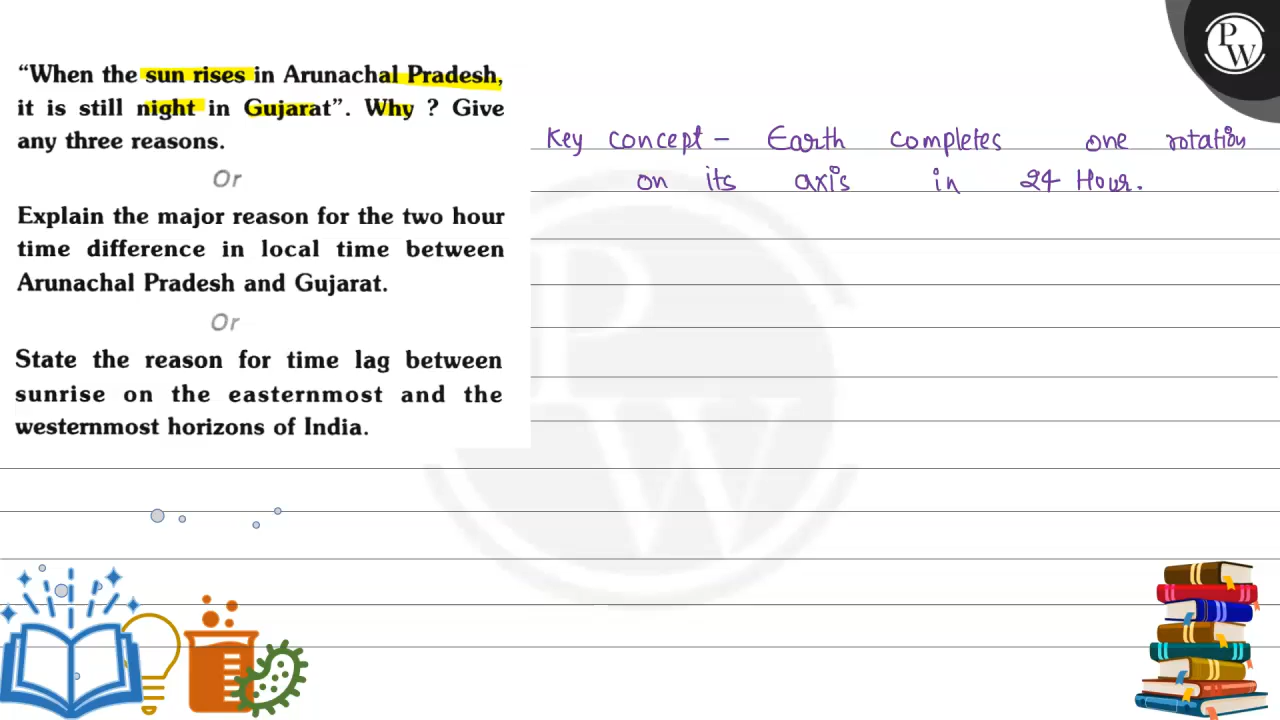 “When the sun rises in Arunachal Pradesh,
it is still night in Gujarat”. Why ? Give
any three reasons.
Or
Explain the major reason for the two hour
time difference in local time between
Arunachal Pradesh and Gujarat.
Or
State the reason for time lag between
sunrise on the easternmost and the
westernmost horizons of India.
Key concept – Earth completes one rotation
on its axis in 24 Hour.
P
W
P
W